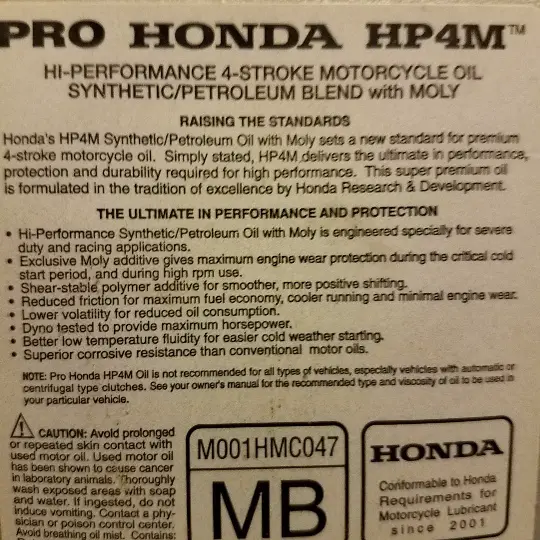 PRO HONDA HP4M™
HI-PERFORMANCE 4-STROKE MOTORCYCLE OIL
SYNTHETIC/PETROLEUM BLEND with MOLY
RAISING THE STANDARDS
Honda's HP4M Synthetic/Petroleum Oil with Moly sets a new standard for premium
4-stroke motorcycle oil. Simply stated, HP4M delivers the ultimate in performance,
protection and durability required for high performance. This super premium oil
is formulated in the tradition of excellence by Honda Research & Development.
THE ULTIMATE IN PERFORMANCE AND PROTECTION
• Hi-Performance Synthetic/Petroleum Oil with Moly is engineered specially for severe
duty and racing applications.
• Exclusive Moly additive gives maximum engine wear protection during the critical cold
start period, and during high rpm use.
• Shear-stable polymer additive for smoother, more positive shifting.
• Reduced friction for maximum fuel economy, cooler running and minimal engine wear.
• Lower volatility for reduced oil consumption.
• Dyno tested to provide maximum horsepower.
• Better low temperature fluidity for easier cold weather starting.
• Superior corrosive resistance than conventional motor oils.
NOTE: Pro Honda HP4M Oil is not recommended for all types of vehicles, especially vehicles with automatic or
centrifugal type clutches. See your owner's manual for the recommended type and viscosity of oil to be used in
your particular vehicle.
CAUTION: Avoid prolonged
or repeated skin contact with
used motor oil. Used motor oil
has been shown to cause cancer
in laboratory animals. Thoroughly
wash exposed areas with soap
and water. If ingested, do not
induce vomiting. Contact a phy-
sician or poison control center.
Avoid breathing oil mist. Contains:
M001HMC047
MB
HONDA
Conformable to Honda
Requirements for
Motorcycle Lubricant
since 2001